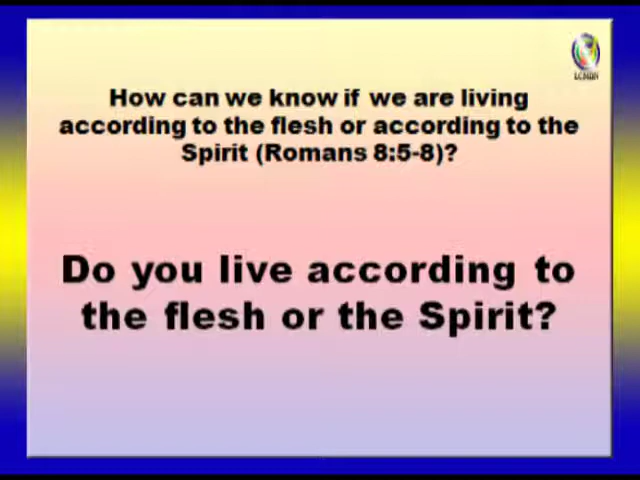 How can we know if we are living
according to the flesh or according to the
Spirit (Romans 8:5-8)?
Do you live according to
the flesh or the Spirit?